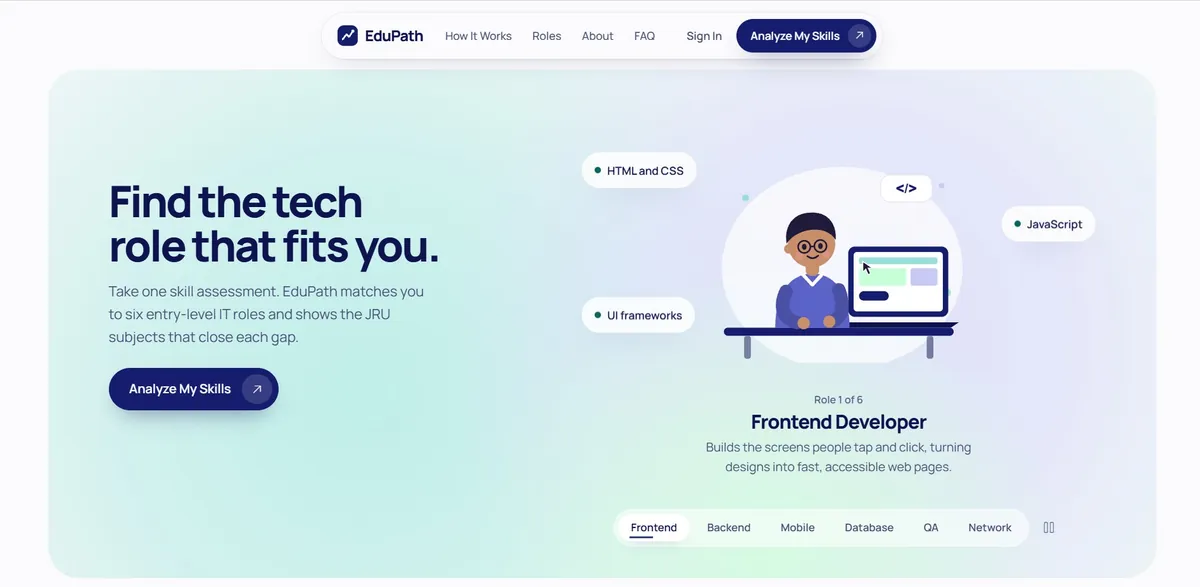 EduPath
How It Works
Roles
About
FAQ
Sign In
Analyze My Skills
Find the tech
role that fits you.
Take one skill assessment. EduPath matches you
to six entry-level IT roles and shows the JRU
subjects that close each gap.
Analyze My Skills
HTML and CSS
</>
JavaScript
UI frameworks
Role 1 of 6
Frontend Developer
Builds the screens people tap and click, turning
designs into fast, accessible web pages.
Frontend
Backend
Mobile
Database
QA
Network